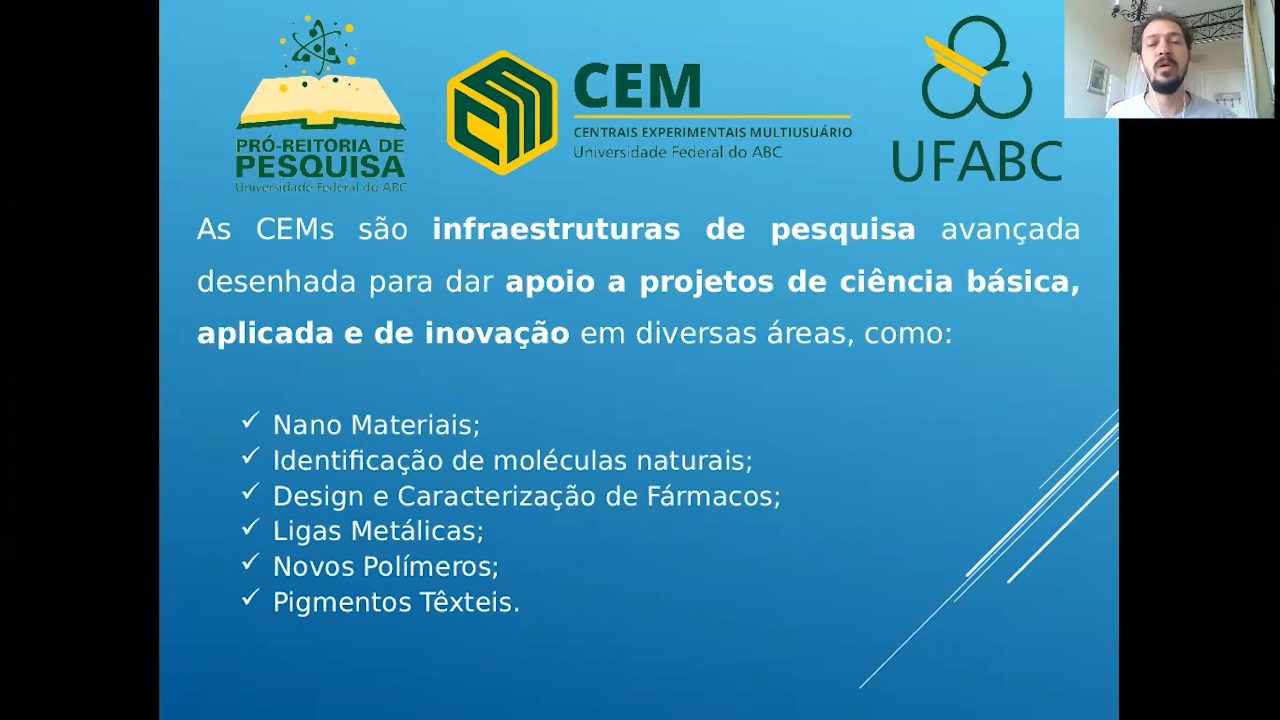 PRÓ-REITORIA DE
PESQUISA
Universidade Federal do ABC
CEM
CENTRAIS EXPERIMENTAIS MULTIUSUÁRIO
Universidade Federal do ABC
UFABC
As CEMs são infraestruturas de pesquisa avançada
desenhada para dar apoio a projetos de ciência básica,
aplicada e de inovação em diversas áreas, como:
✓ Nano Materiais;
✓ Identificação de moléculas naturais;
✓ Design e Caracterização de Fármacos;
✓ Ligas Metálicas;
✓ Novos Polímeros;
✓ Pigmentos Têxteis.